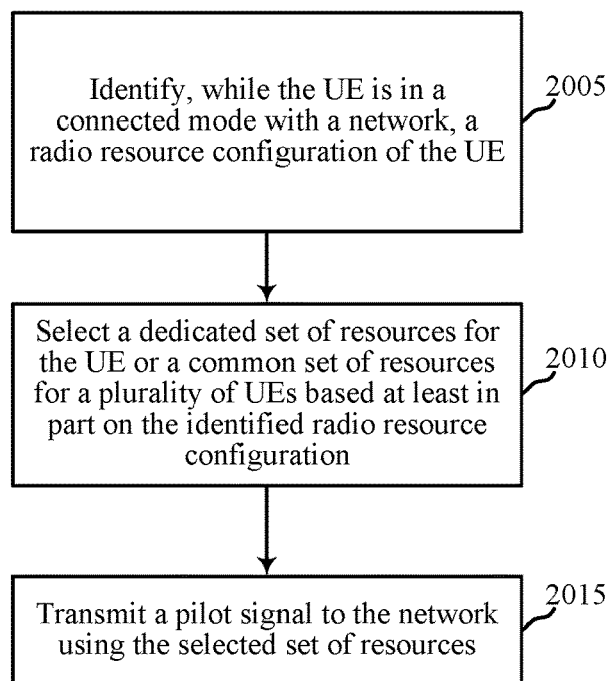 Identify, while the UE is in a
connected mode with a network, a
radio resource configuration of the UE
2005
Select a dedicated set of resources for
the UE or a common set of resources
for a plurality of UEs based at least in
part on the identified radio resource
configuration
2010
Transmit a pilot signal to the network
using the selected set of resources
2015